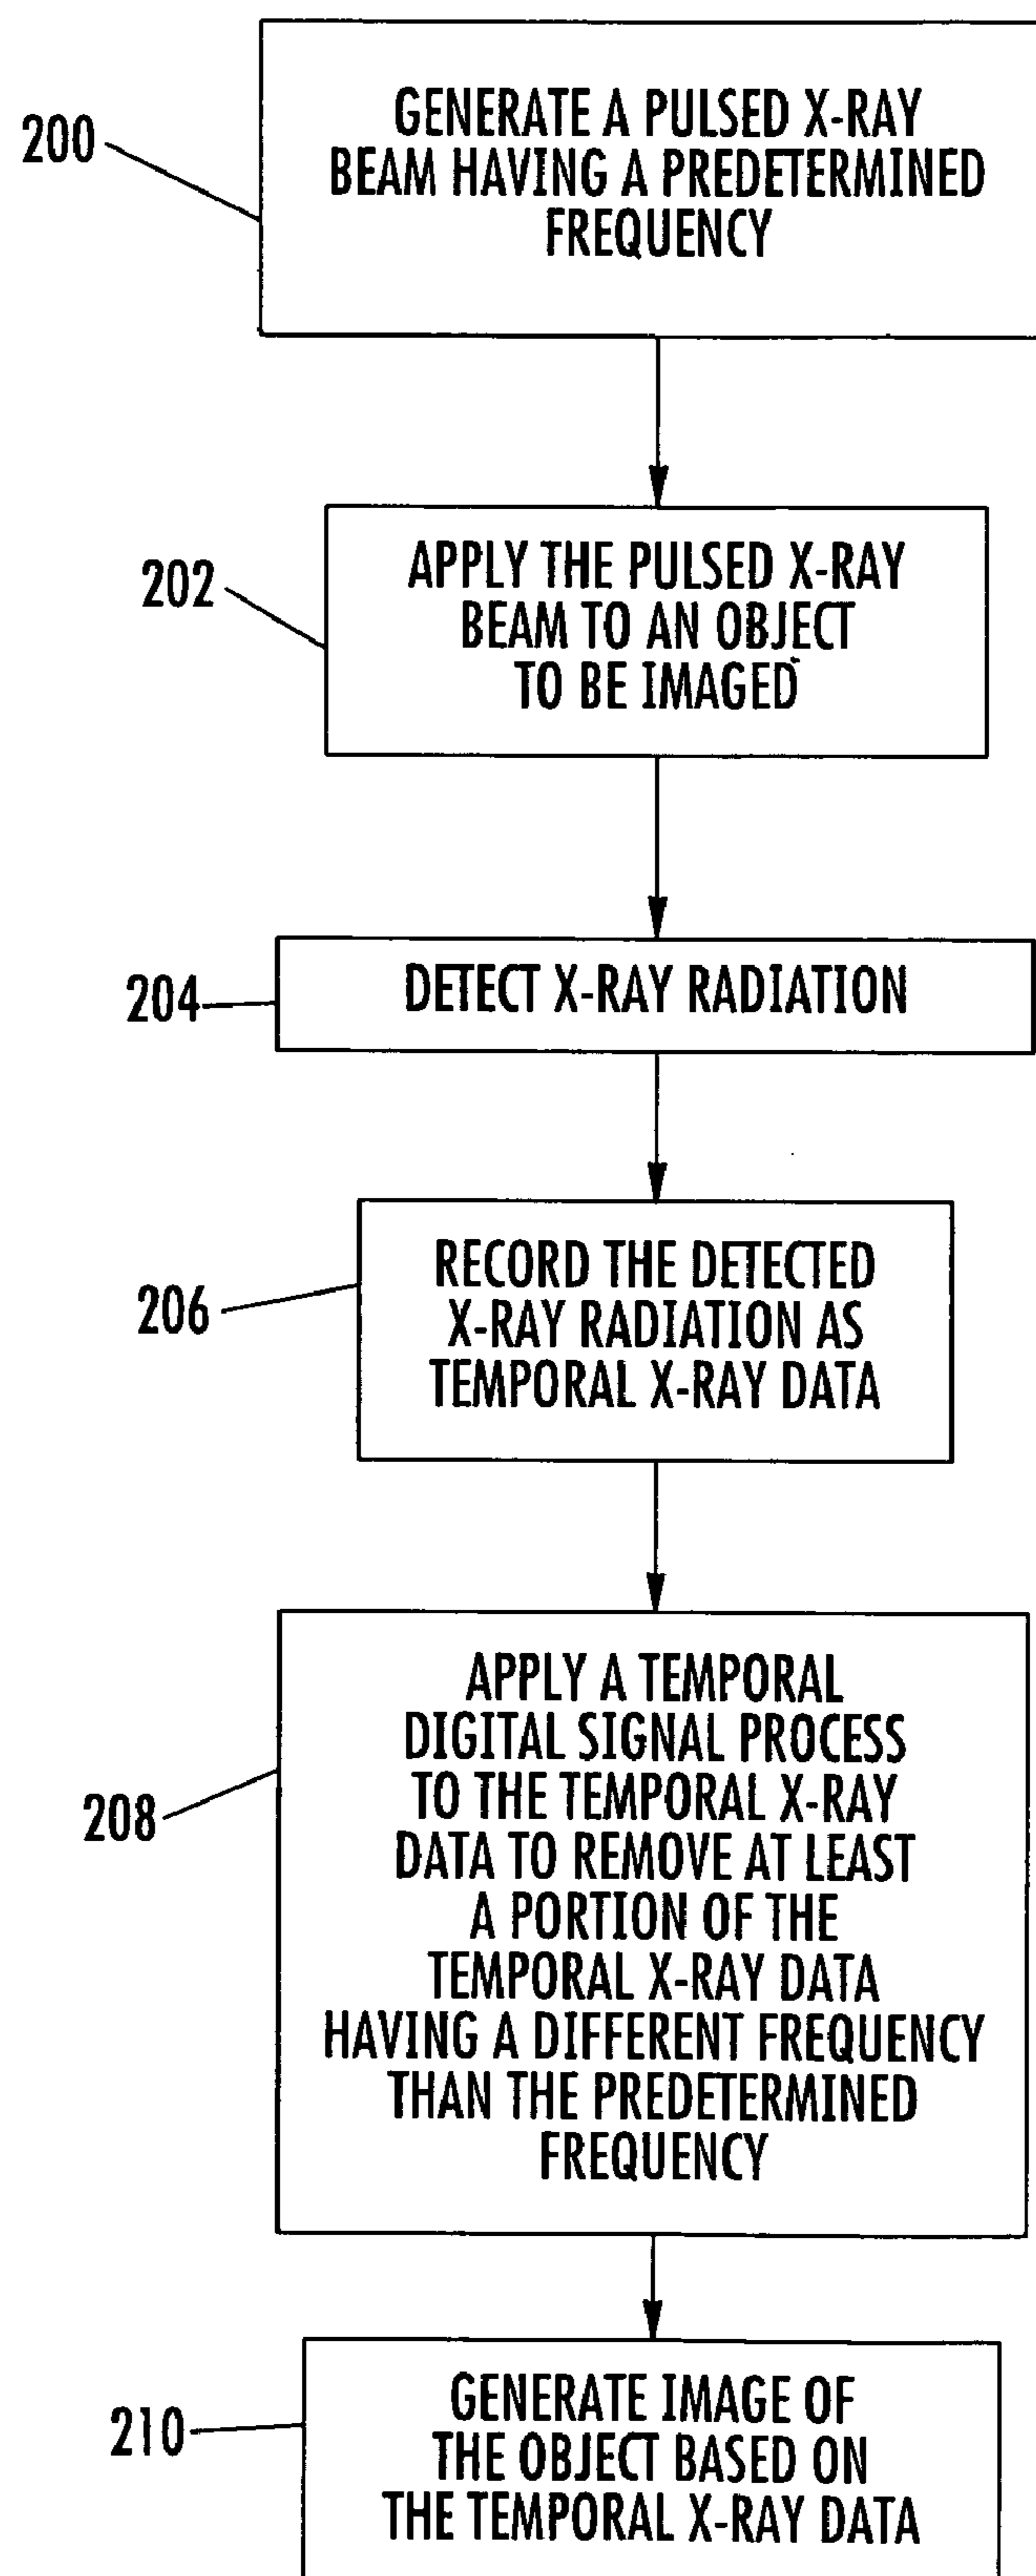 200
GENERATE A PULSED X-RAY
BEAM HAVING A PREDETERMINED
FREQUENCY
202
APPLY THE PULSED X-RAY
BEAM TO AN OBJECT
TO BE IMAGED
204
DETECT X-RAY RADIATION
206
RECORD THE DETECTED
X-RAY RADIATION AS
TEMPORAL X-RAY DATA
208
APPLY A TEMPORAL
DIGITAL SIGNAL PROCESS
TO THE TEMPORAL X-RAY
DATA TO REMOVE AT LEAST
A PORTION OF THE
TEMPORAL X-RAY DATA
HAVING A DIFFERENT FREQUENCY
THAN THE PREDETERMINED
FREQUENCY
210
GENERATE IMAGE OF
THE OBJECT BASED ON
THE TEMPORAL X-RAY DATA